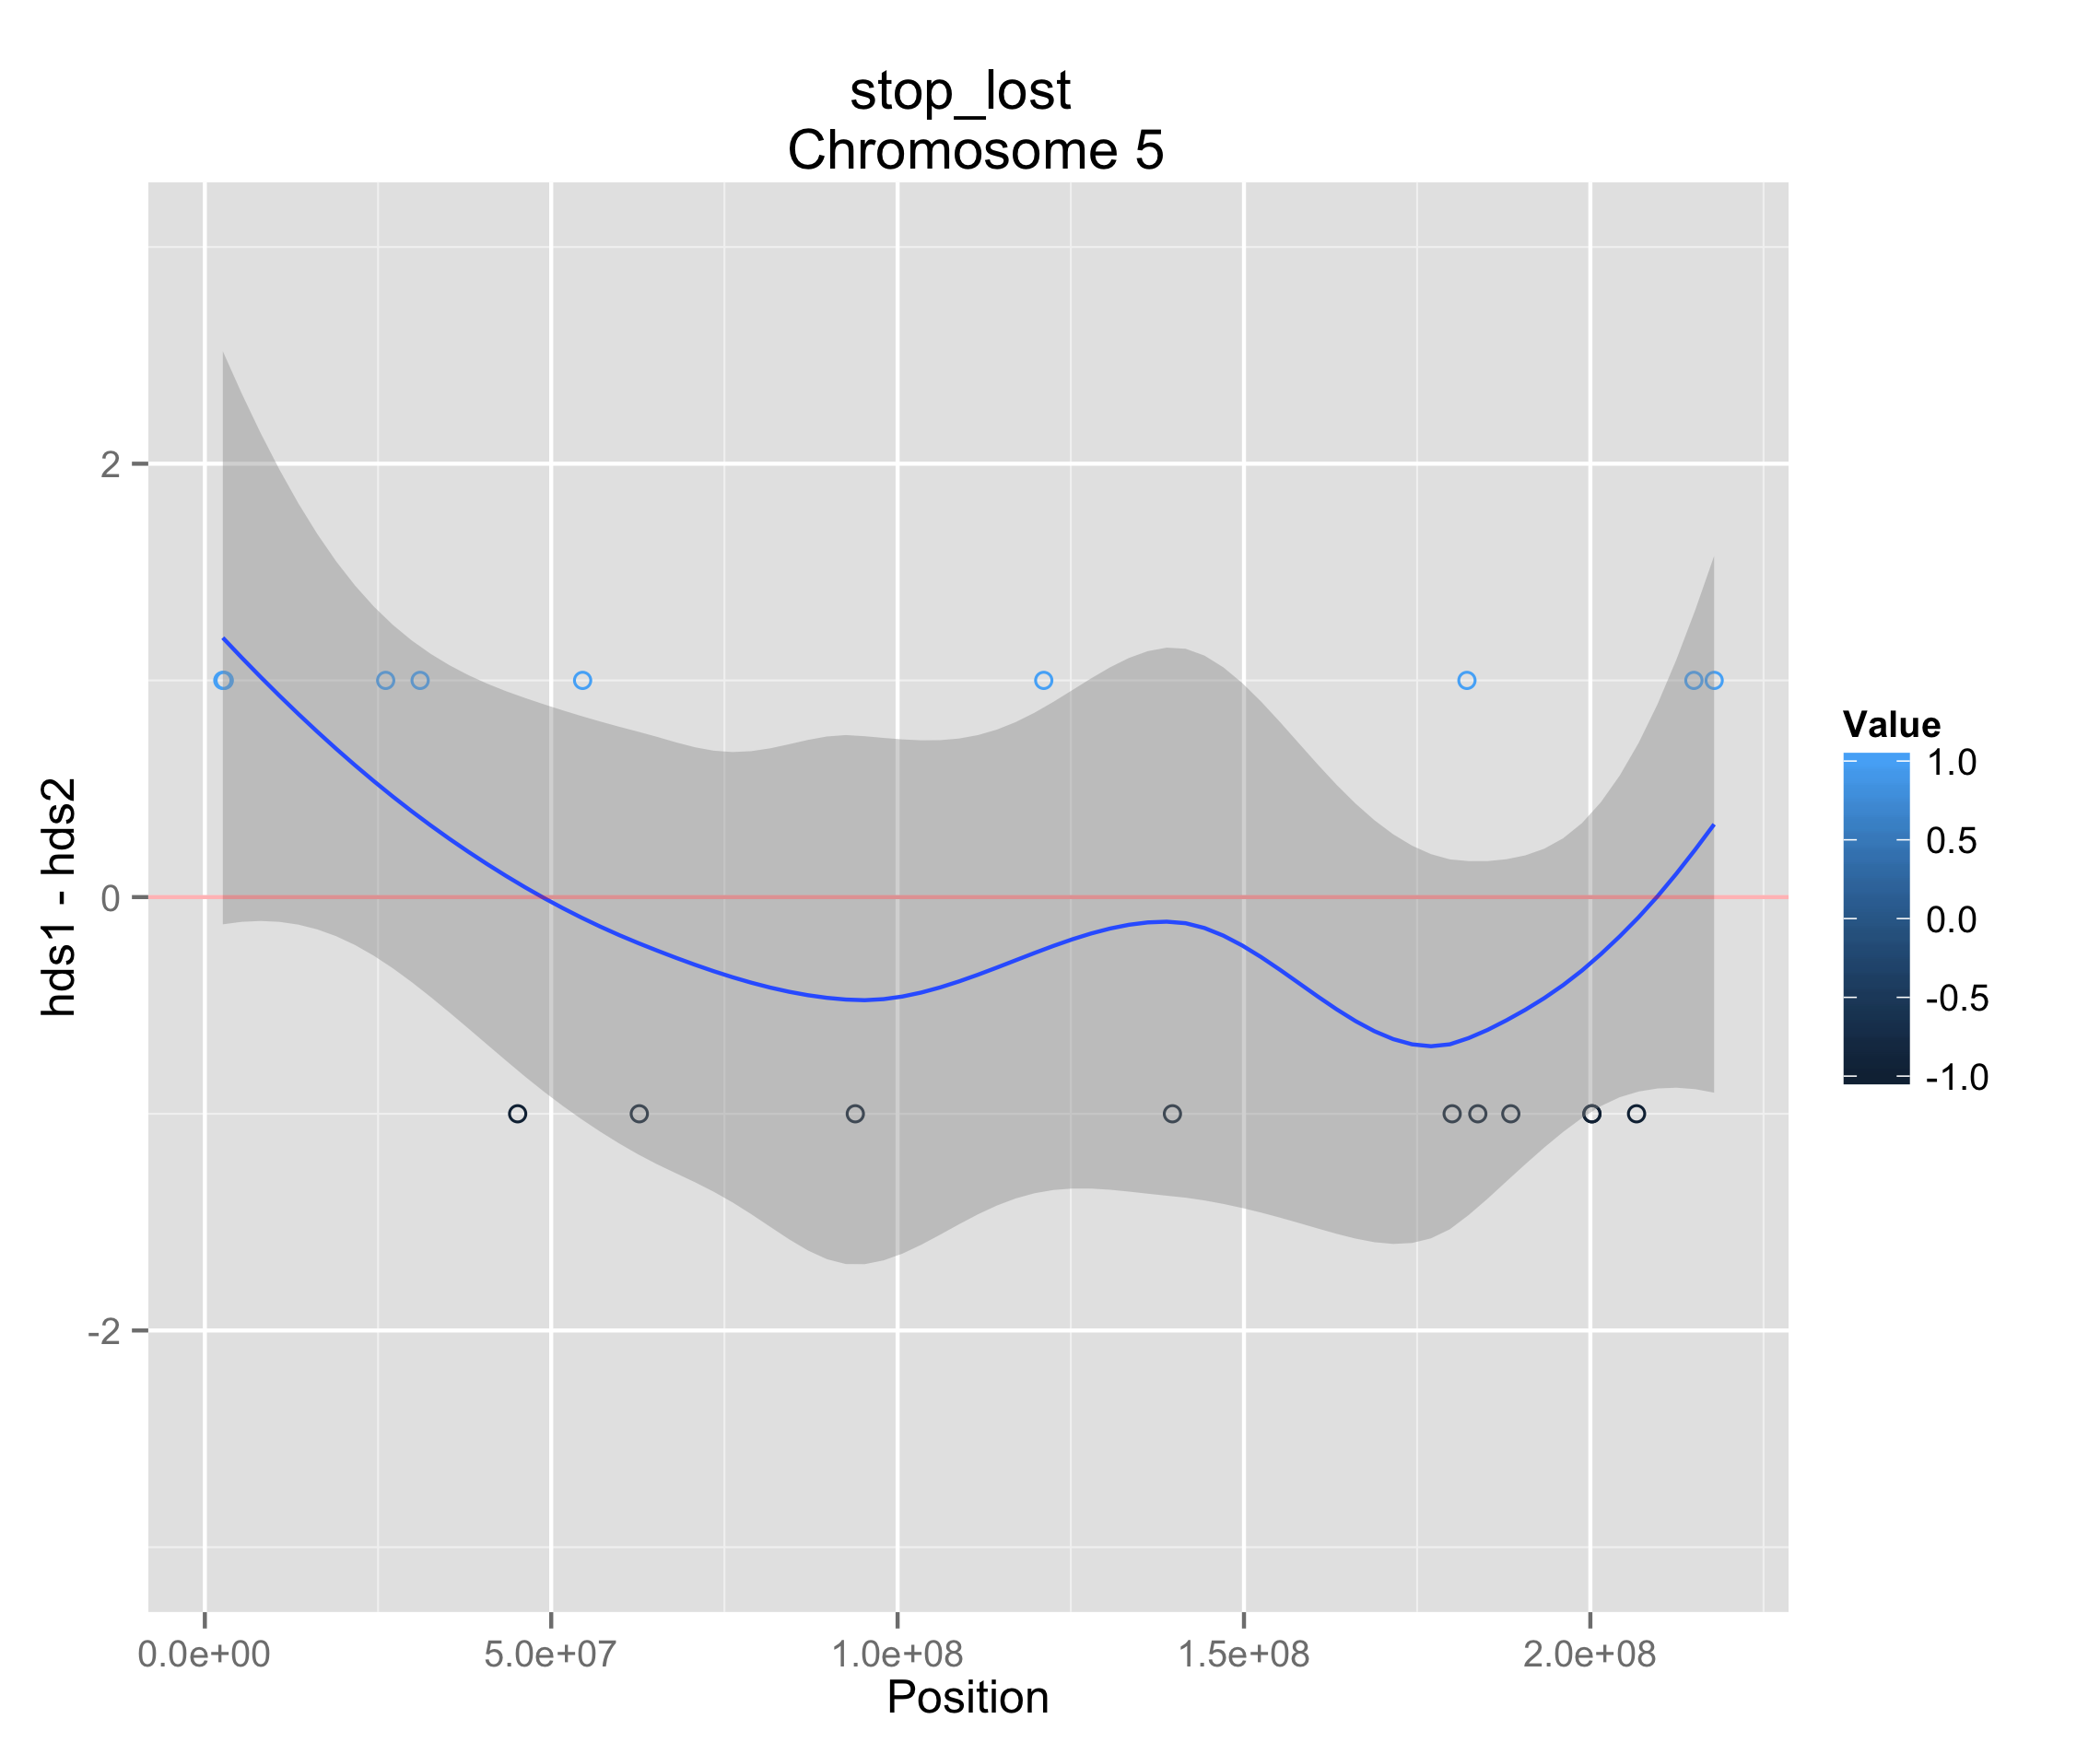 stop_lost
Chromosome 5
hds1 - hds2
2
0
-2
0.0e+00
5.0e+07
1.0e+08
1.5e+08
2.0e+08
Position
Value
1.0
0.5
0.0
-0.5
-1.0